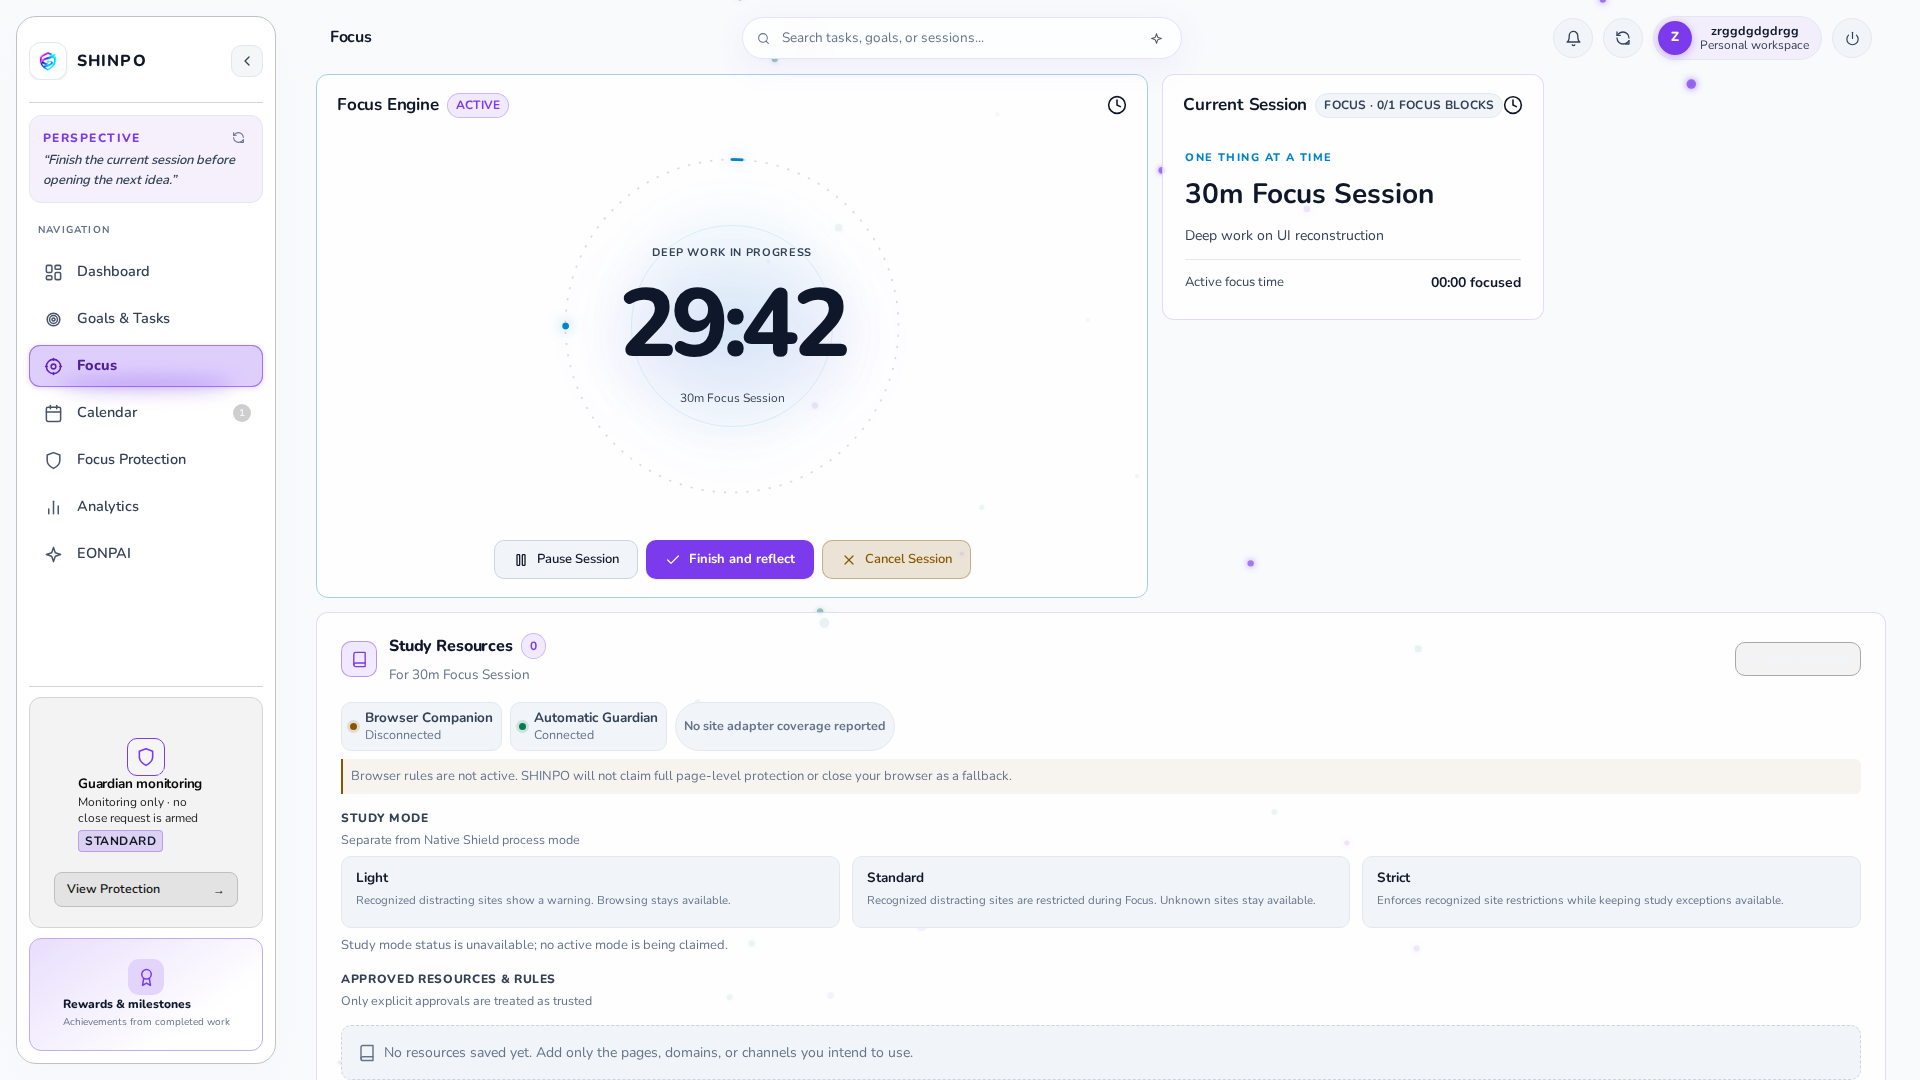 SHINPO
PERSPECTIVE
“Finish the current session before
opening the next idea.”
NAVIGATION
Dashboard
Goals & Tasks
Focus
Calendar
1
Focus Protection
Analytics
EONPAI
Guardian monitoring
Monitoring only · no
close request is armed
STANDARD
View Protection →
Rewards & milestones
Achievements from completed work
Focus
Search tasks, goals, or sessions...
Z
zrggdgdgdrgg
Personal workspace
Focus Engine
ACTIVE
DEEP WORK IN PROGRESS
29:42
30m Focus Session
Pause Session
Finish and reflect
Cancel Session
Current Session
FOCUS · 0/1 FOCUS BLOCKS
ONE THING AT A TIME
30m Focus Session
Deep work on UI reconstruction
Active focus time
00:00 focused
Study Resources
0
For 30m Focus Session
Browser Companion
Disconnected
Automatic Guardian
Connected
No site adapter coverage reported
Browser rules are not active. SHINPO will not claim full page-level protection or close your browser as a fallback.
STUDY MODE
Separate from Native Shield process mode
Light
Recognized distracting sites show a warning. Browsing stays available.
Standard
Recognized distracting sites are restricted during Focus. Unknown sites stay available.
Strict
Enforces recognized site restrictions while keeping study exceptions available.
Study mode status is unavailable; no active mode is being claimed.
APPROVED RESOURCES & RULES
Only explicit approvals are treated as trusted
No resources saved yet. Add only the pages, domains, or channels you intend to use.